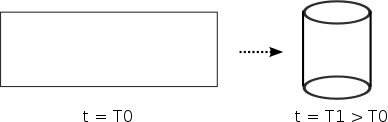 t = T0
t = T1 > T0